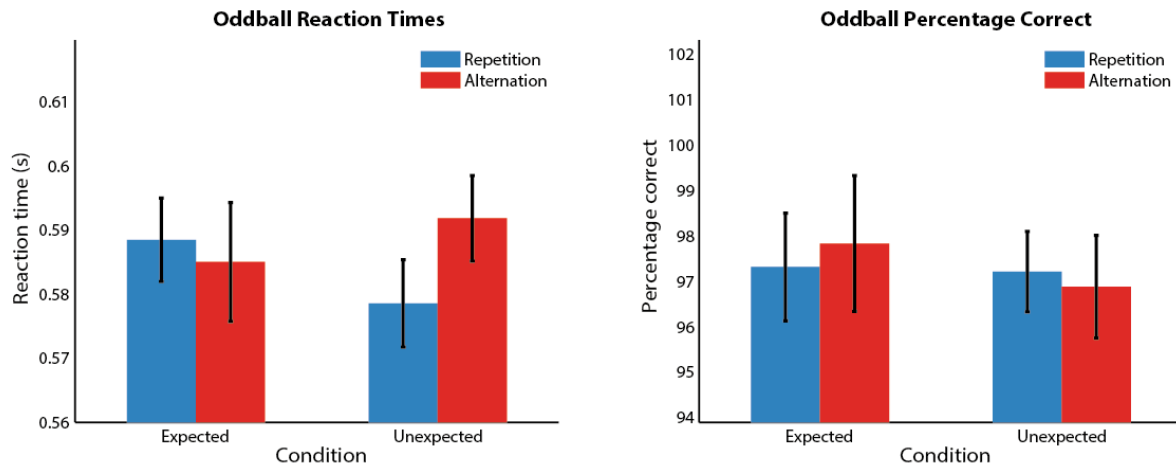 Oddball Reaction Times
Repetition
Alternation
0.61
0.6
0.59
0.58
0.57
0.56
Reaction time (s)
Expected
Unexpected
Condition
Oddball Percentage Correct
Repetition
Alternation
102
101
100
99
98
97
96
95
94
Percentage correct
Expected
Unexpected
Condition